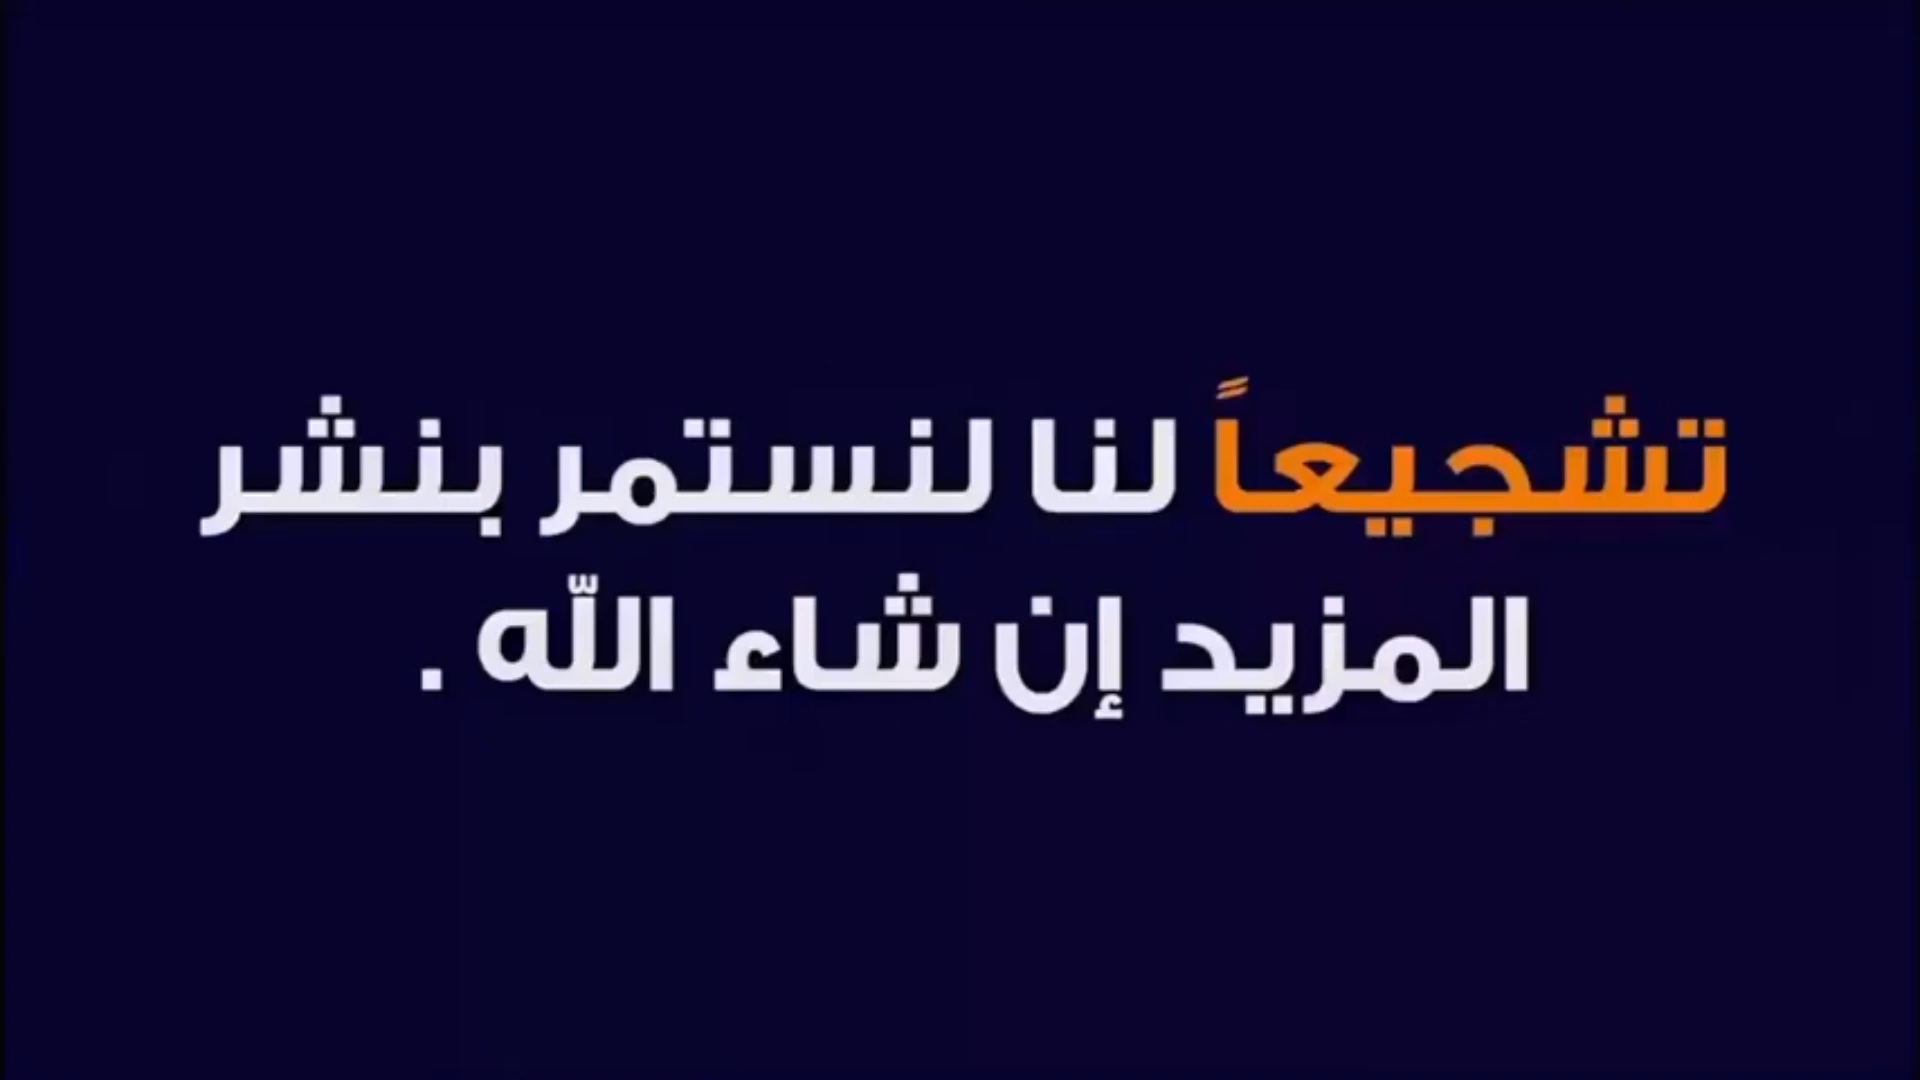 تشجيعاً لنا لنستمر بنشر
المزيد إن شاء اللّه .